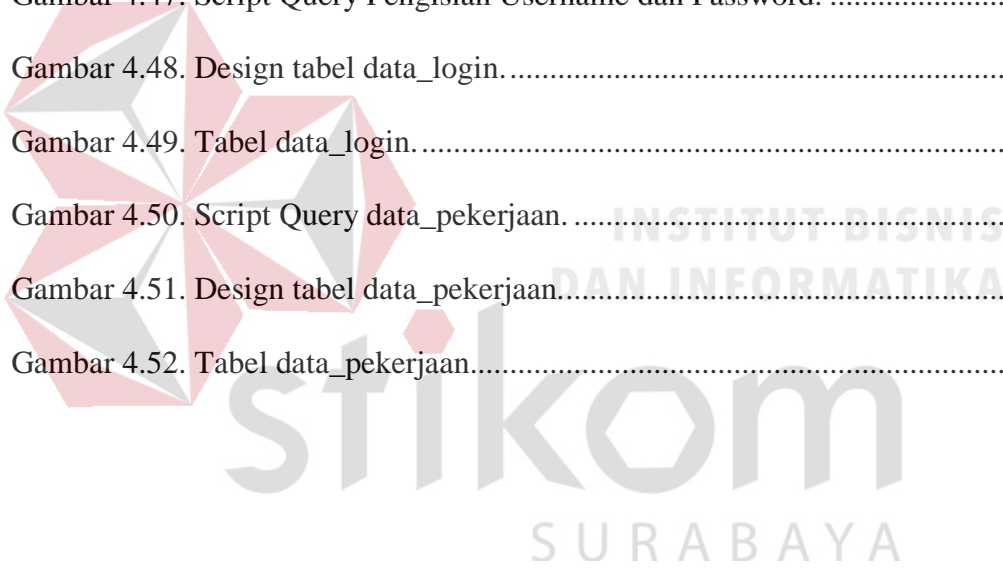 Gambar 4.47. Script Query Pengisian Username dan Password. ....................
Gambar 4.48. Design tabel data_login. ............................................................
Gambar 4.49. Tabel data_login. .......................................................................
Gambar 4.50. Script Query data_pekerjaan. ....................................................
Gambar 4.51. Design tabel data_pekerjaan......................................................
Gambar 4.52. Tabel data_pekerjaan.................................................................
INSTITUT BISNIS
DAN INFORMATIKA
stikom
SURABAYA